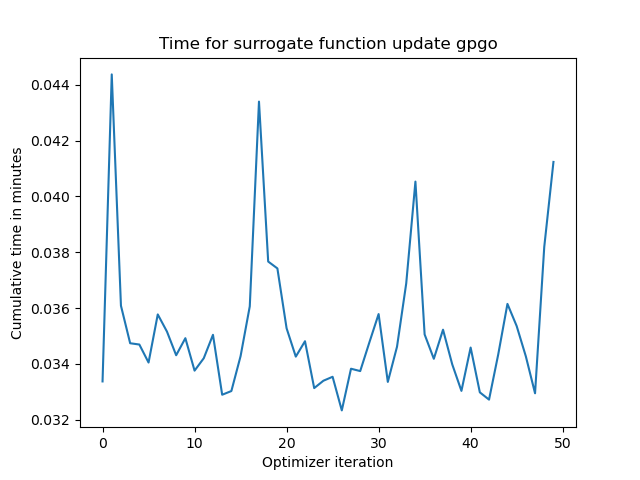 Time for surrogate function update gpgo
Cumulative time in minutes
0.044
0.042
0.040
0.038
0.036
0.034
0.032
0 10 20 30 40 50
Optimizer iteration